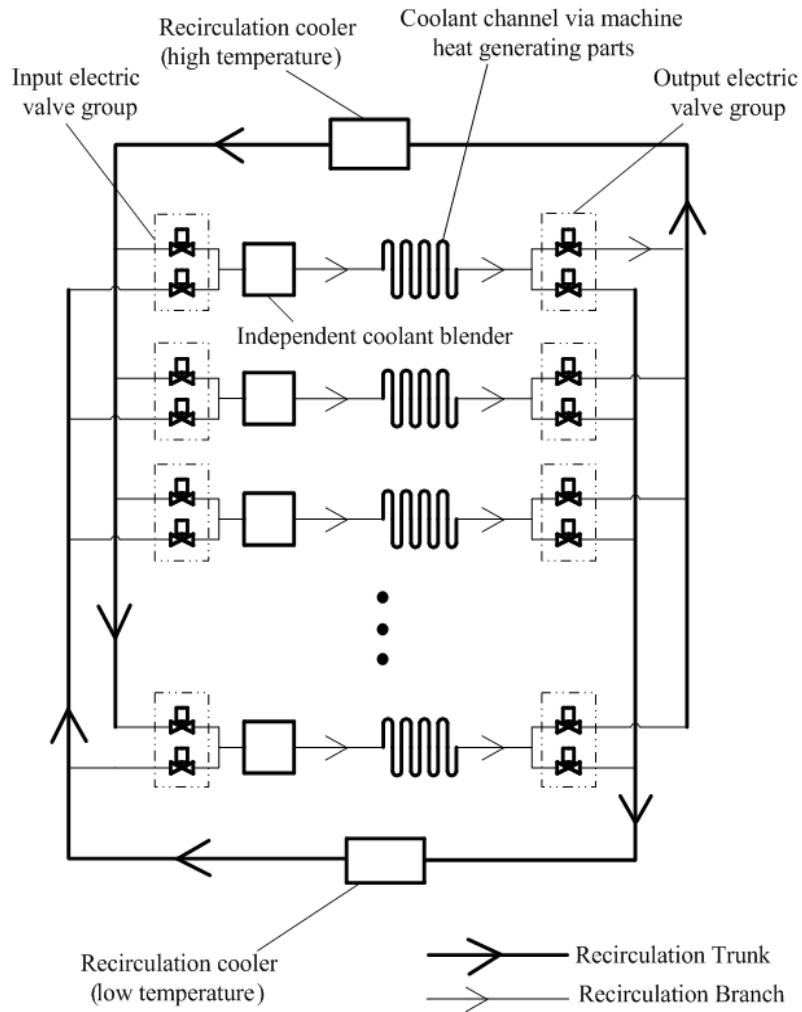 Recirculation cooler
(high temperature)
Coolant channel via machine
heat generating parts
Input electric
valve group
Output electric
valve group
Independent coolant blender
Recirculation cooler
(low temperature)
Recirculation Trunk
Recirculation Branch